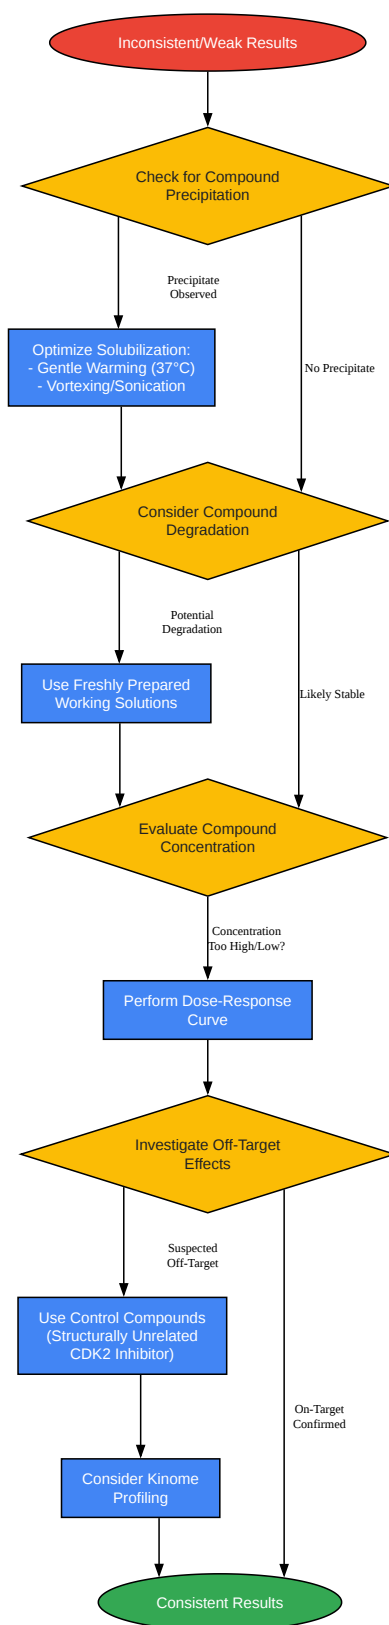 Inconsistent/Weak Results
Check for Compound
Precipitation
Precipitate
Observed
Optimize Solubilization:
- Gentle Warming (37°C)
- Vortexing/Sonication
No Precipitate
Consider Compound
Degradation
Potential
Degradation
Use Freshly Prepared
Working Solutions
Likely Stable
Evaluate Compound
Concentration
Concentration
Too High/Low?
Perform Dose-Response
Curve
Investigate Off-Target
Effects
Suspected
Off-Target
Use Control Compounds
(Structurally Unrelated
CDK2 Inhibitor)
On-Target
Confirmed
Consider Kinome
Profiling
Consistent Results